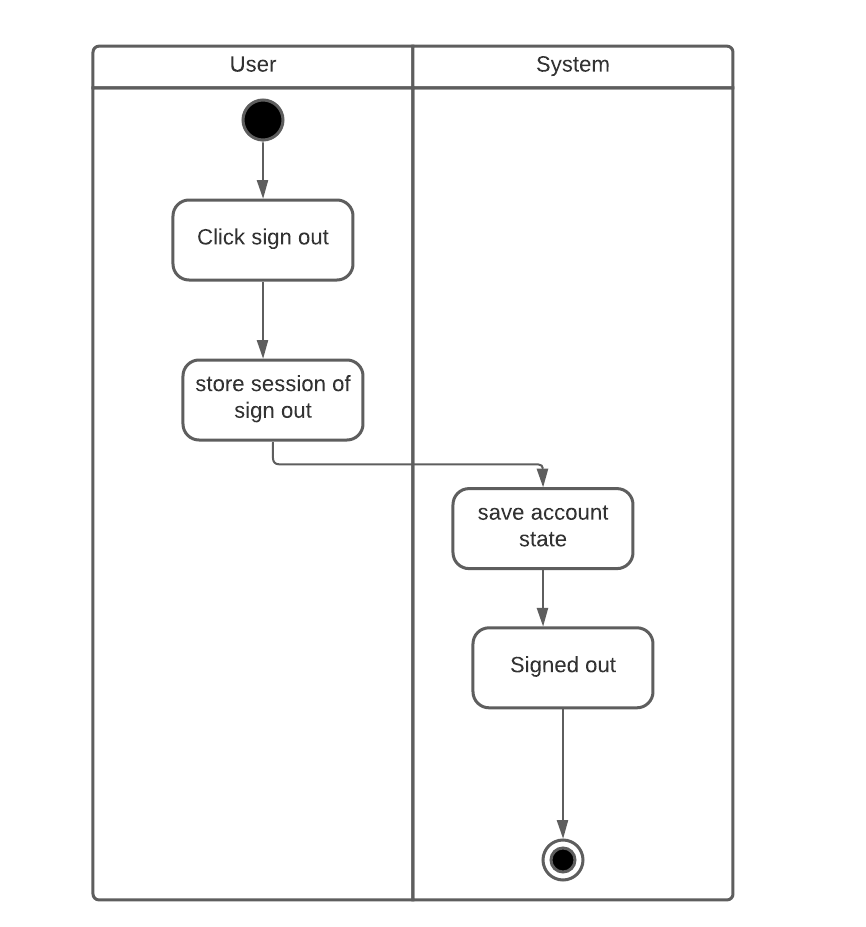 User
System
Click sign out
store session of
sign out
save account
state
Signed out